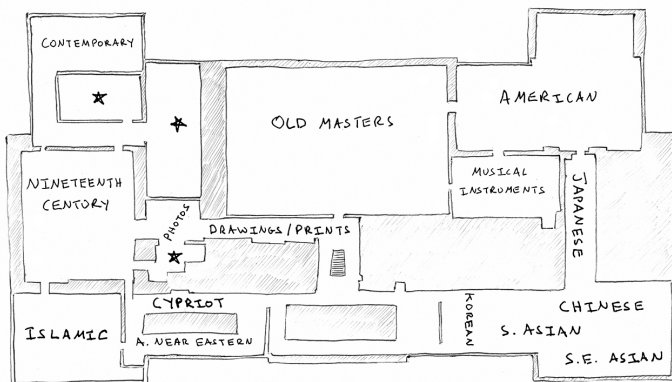 CONTEMPORARY
OLD MASTERS
AMERICAN
NINETEENTH
CENTURY
MUSICAL
INSTRUMENTS
JAPANESE
PHOTOS
DRAWINGS/PRINTS
CYPRIOT
A. NEAR EASTERN
ISLAMIC
KOREAN
CHINESE
S. ASIAN
S.E. ASIAN